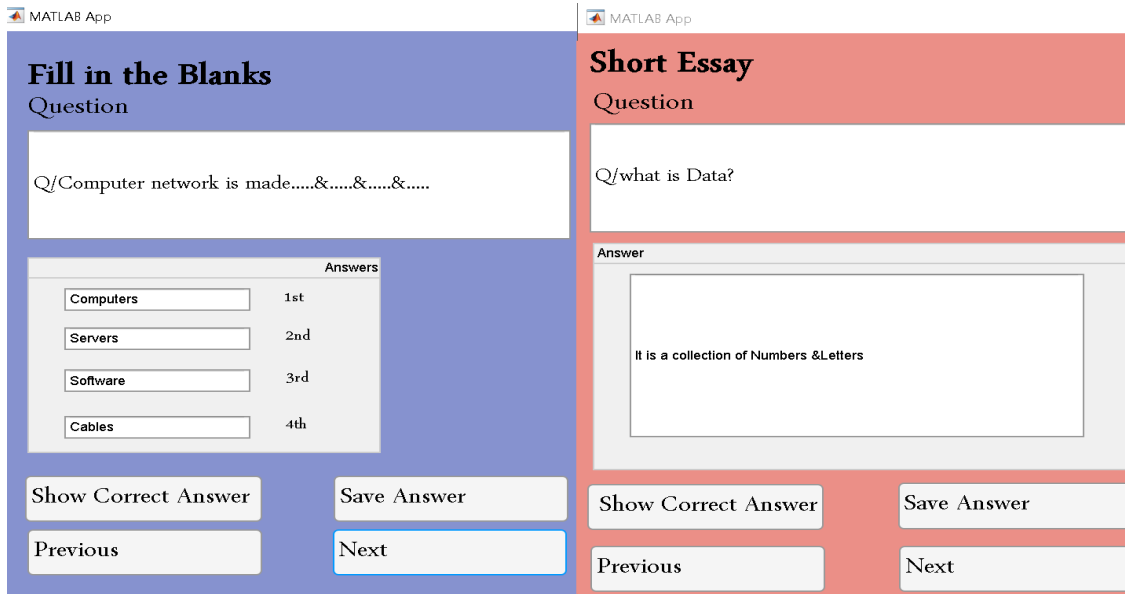 MATLAB App
Fill in the Blanks
Question
Q/Computer network is made.....&.....&.....&.....
Answers
Computers 1st
Servers 2nd
Software 3rd
Cables 4th
Show Correct Answer Save Answer
Previous Next
MATLAB App
Short Essay
Question
Q/what is Data?
Answer
It is a collection of Numbers &Letters
Show Correct Answer Save Answer
Previous Next